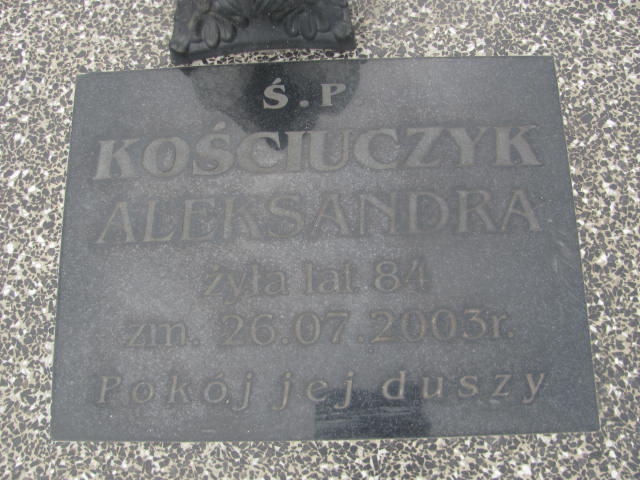 Ś.P
KOŚCIUCZYK
ALEKSANDRA
żyła lat 84
zm. 26.07.2003r.
Pokój jej duszy